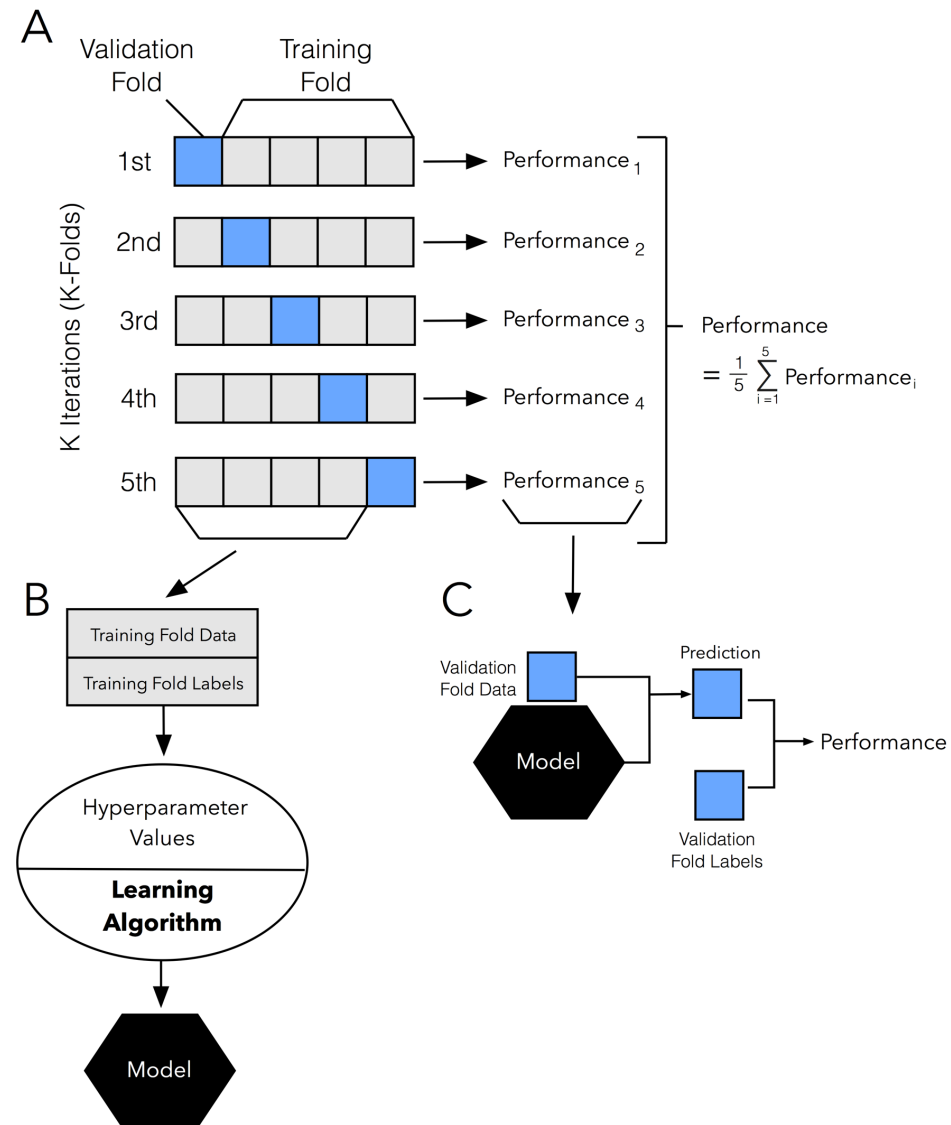 A
Validation
Fold
Training
Fold
K Iterations (K-Folds)
1st
Performance 1
2nd
Performance 2
3rd
Performance 3
4th
Performance 4
5th
Performance 5
Performance
= 1/5 5∑i=1 Performance i
B
Training Fold Data
Training Fold Labels
Hyperparameter
Values
Learning
Algorithm
Model
C
Validation
Fold Data
Model
Prediction
Performance
Validation
Fold Labels